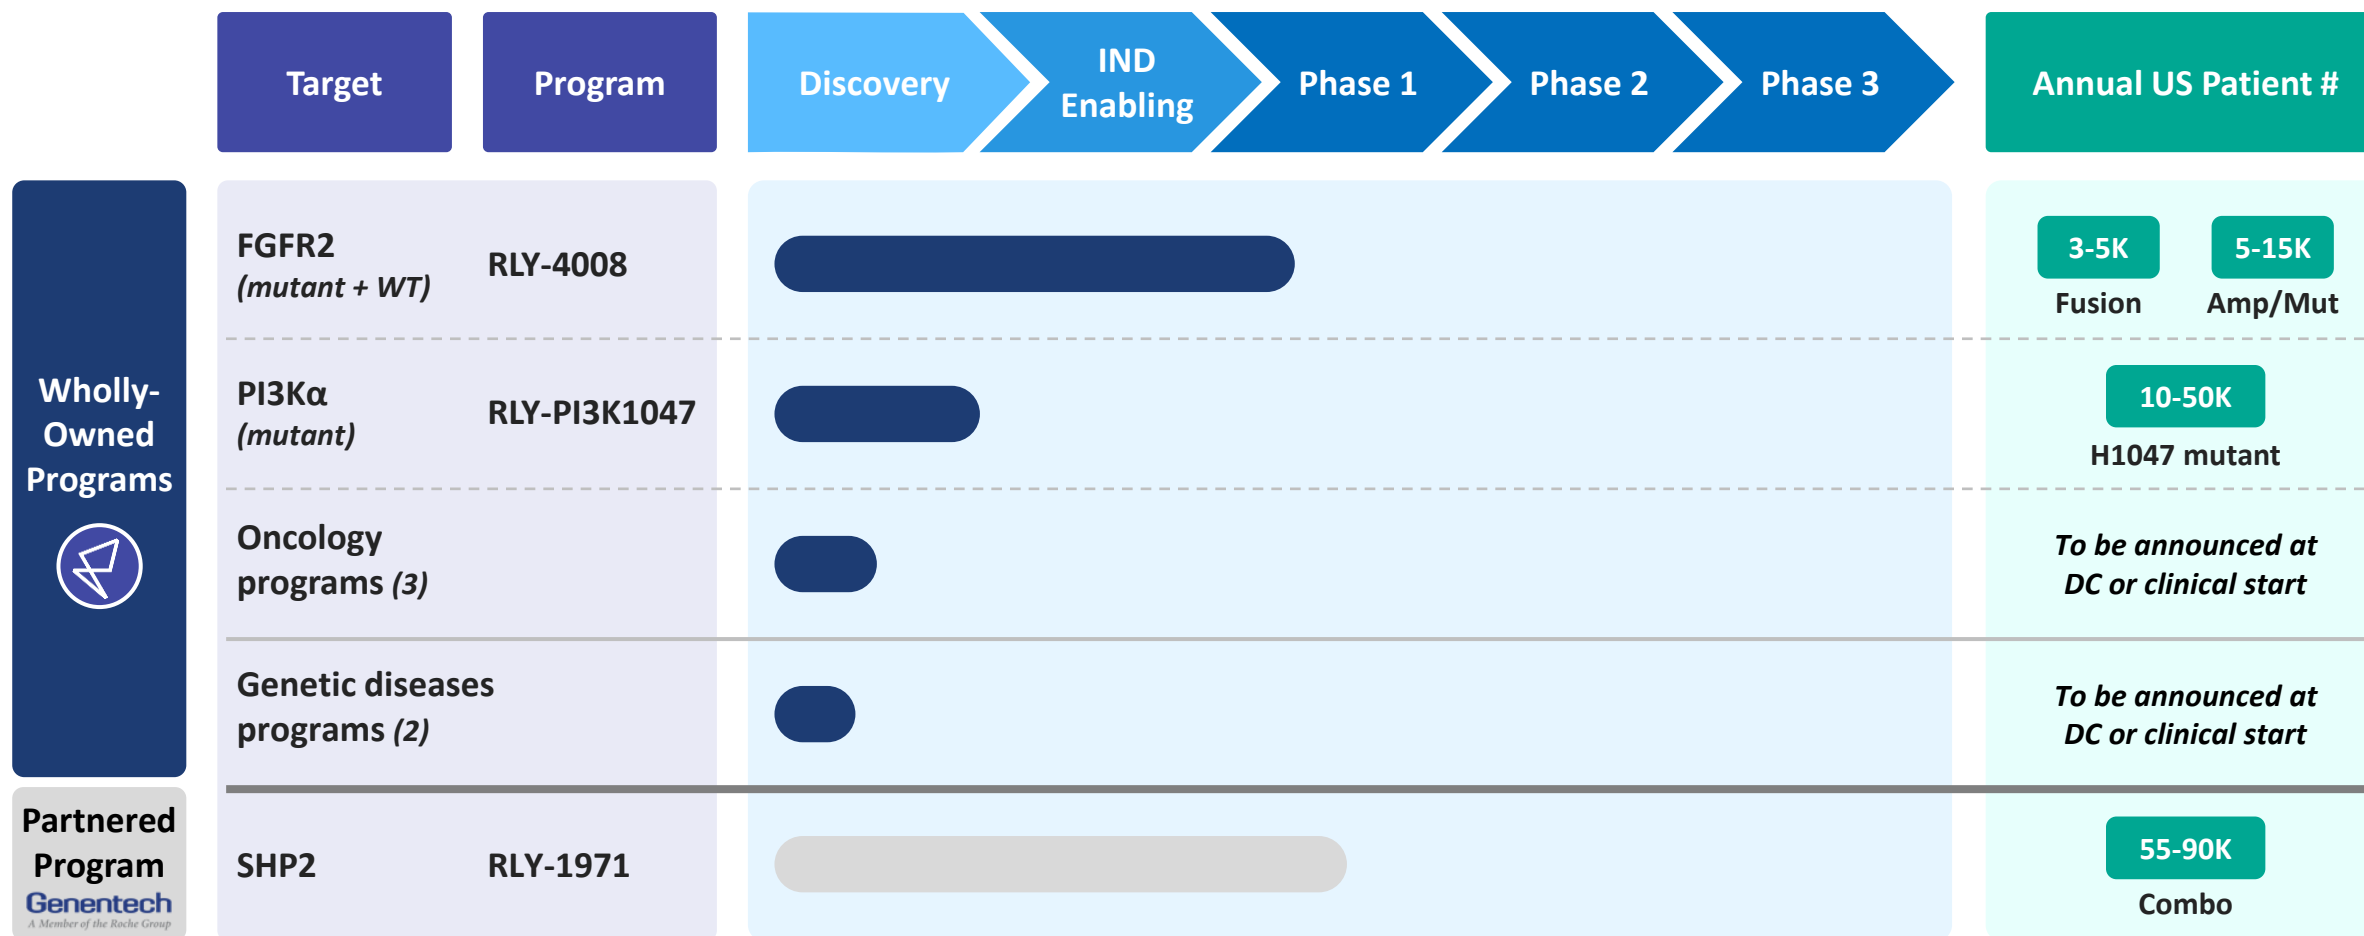 Target
Program
Discovery
IND
Enabling
Phase 1
Phase 2
Phase 3
Annual US Patient #
Wholly-
Owned
Programs
FGFR2
(mutant + WT)
RLY-4008
3-5K
5-15K
Fusion
Amp/Mut
PI3Kα
(mutant)
RLY-PI3K1047
10-50K
H1047 mutant
Oncology
programs (3)
To be announced at
DC or clinical start
Genetic diseases
programs (2)
To be announced at
DC or clinical start
Partnered
Program
Genentech
A Member of the Roche Group
SHP2
RLY-1971
55-90K
Combo